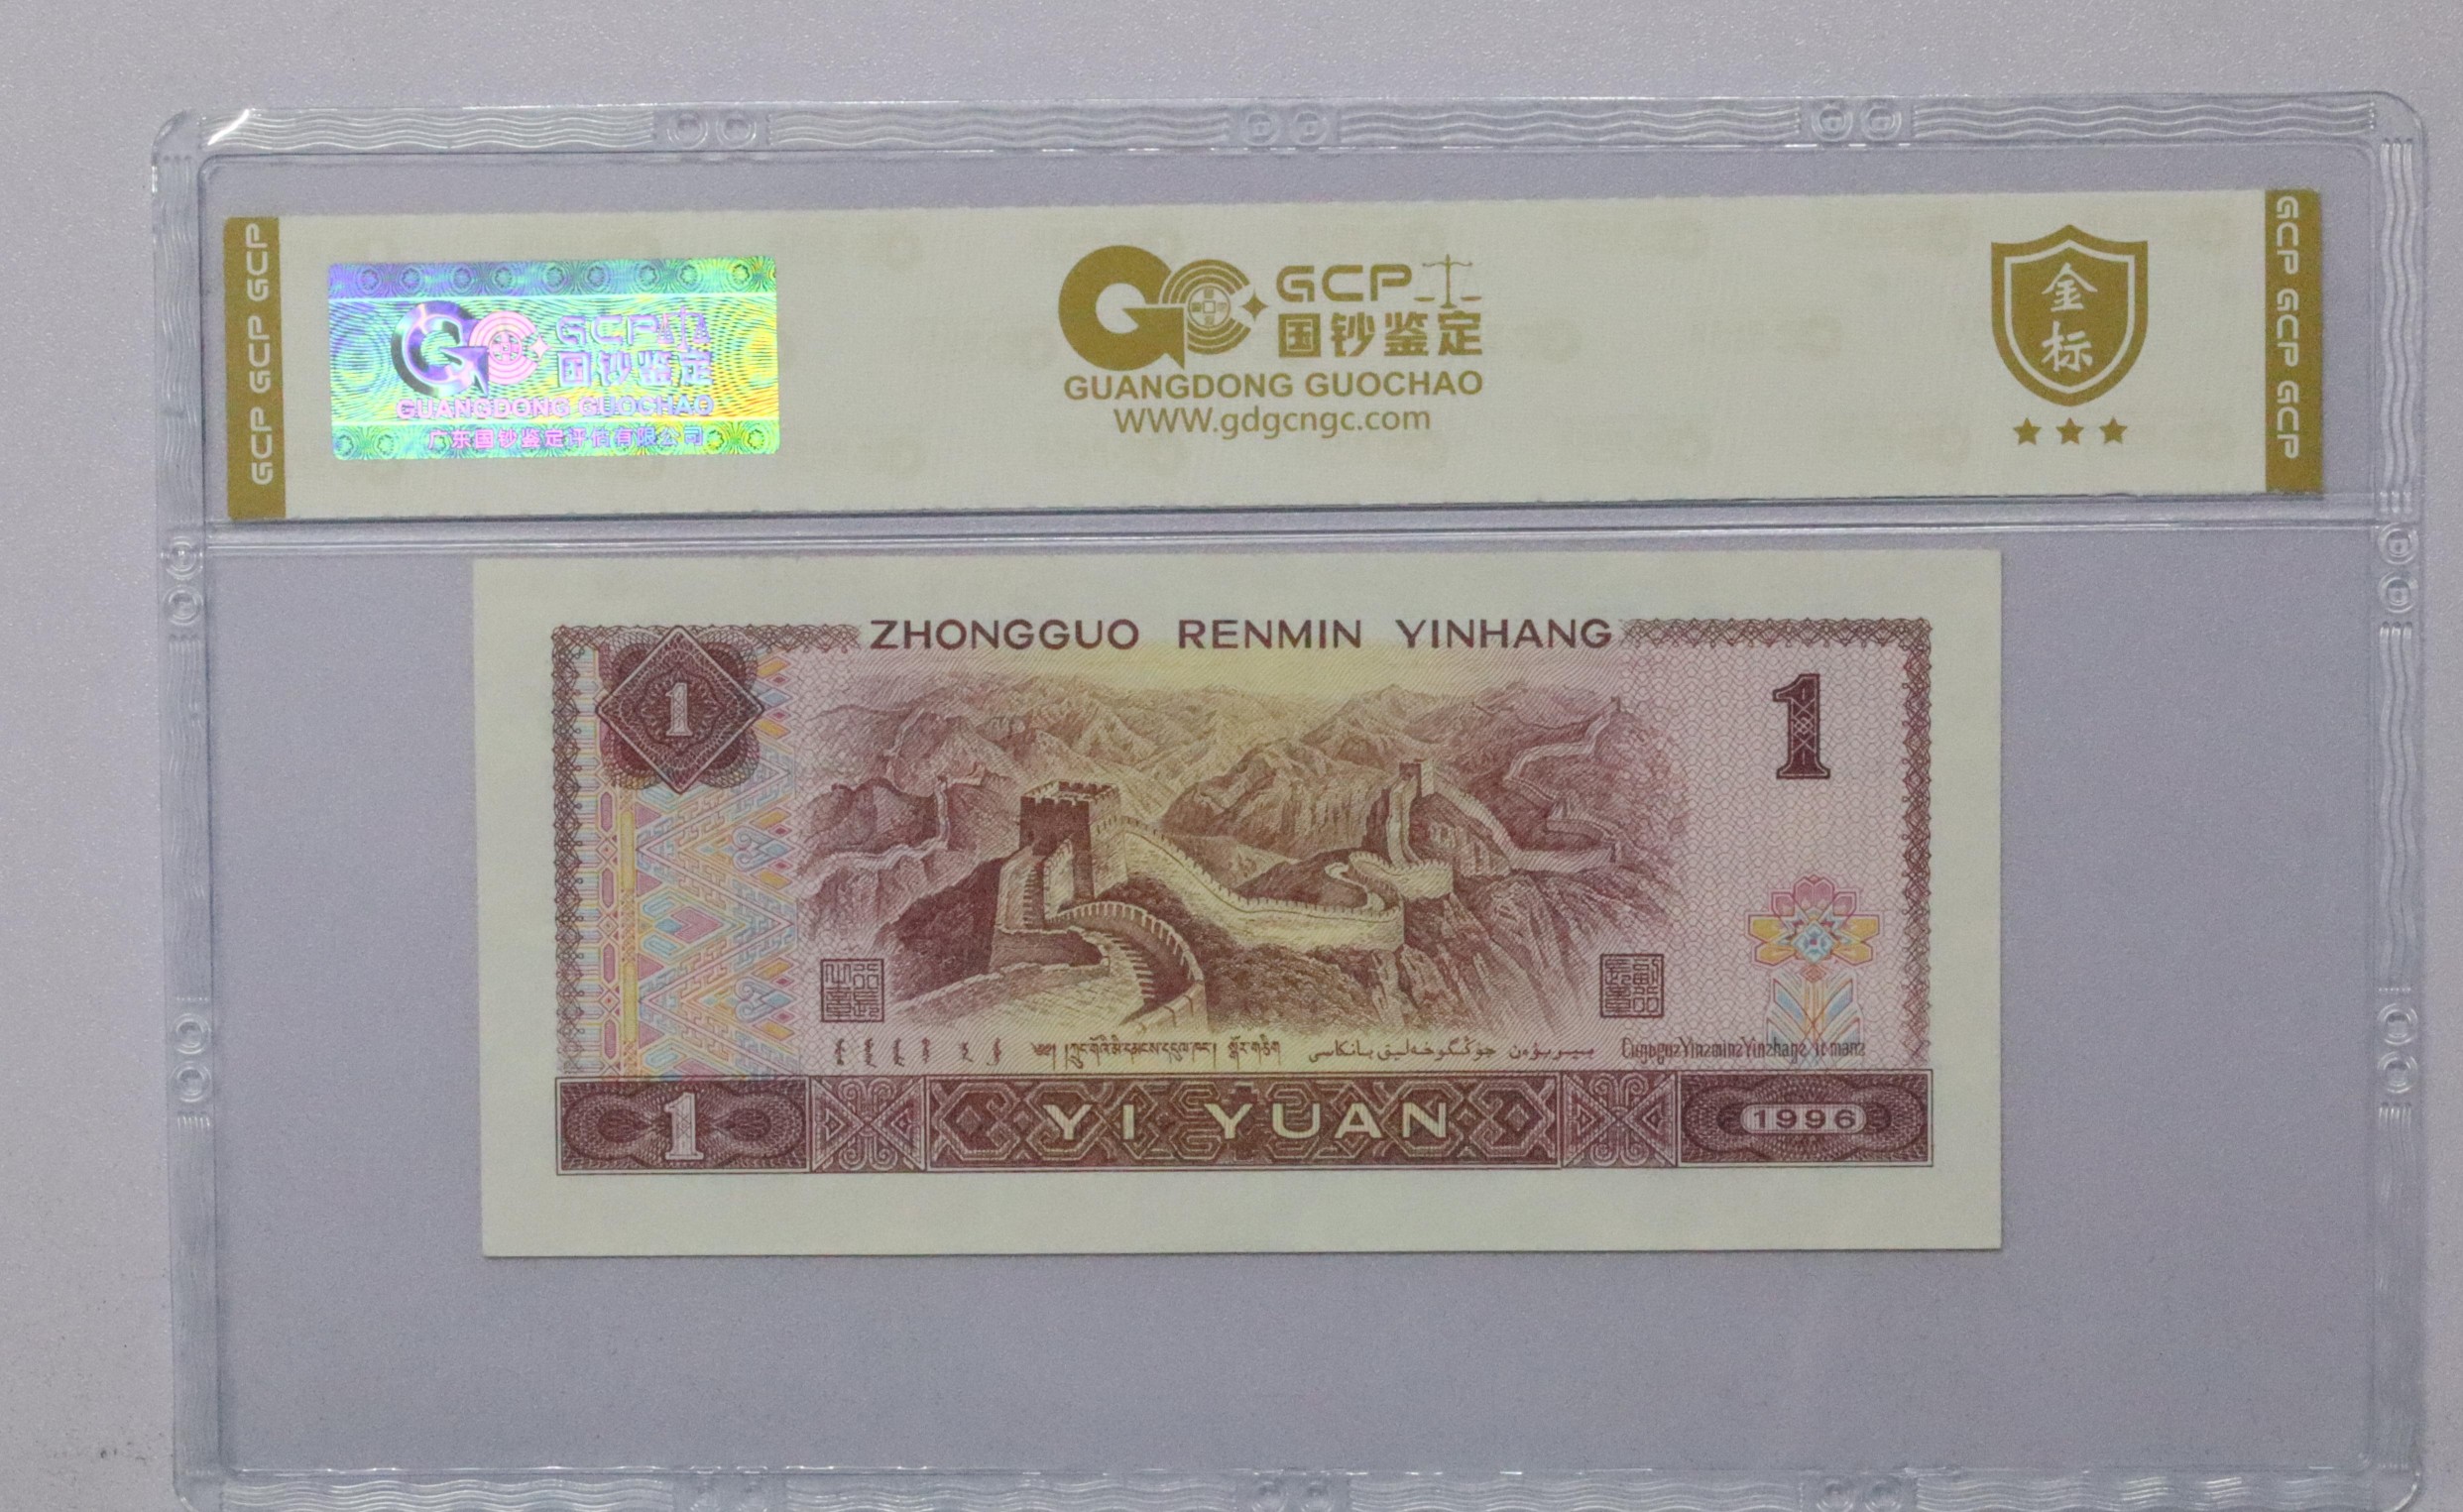 GCP GCP GCP
GCP
国钞鉴定
GUANGDONG GUOCHAO
广东国钞鉴定评估有限公司
GCP
国钞鉴定
GUANGDONG GUOCHAO
WWW.gdgcngc.com
金
标
GCP GCP GCP
ZHONGGUO RENMIN YINHANG
1
1
1
YI YUAN
1996